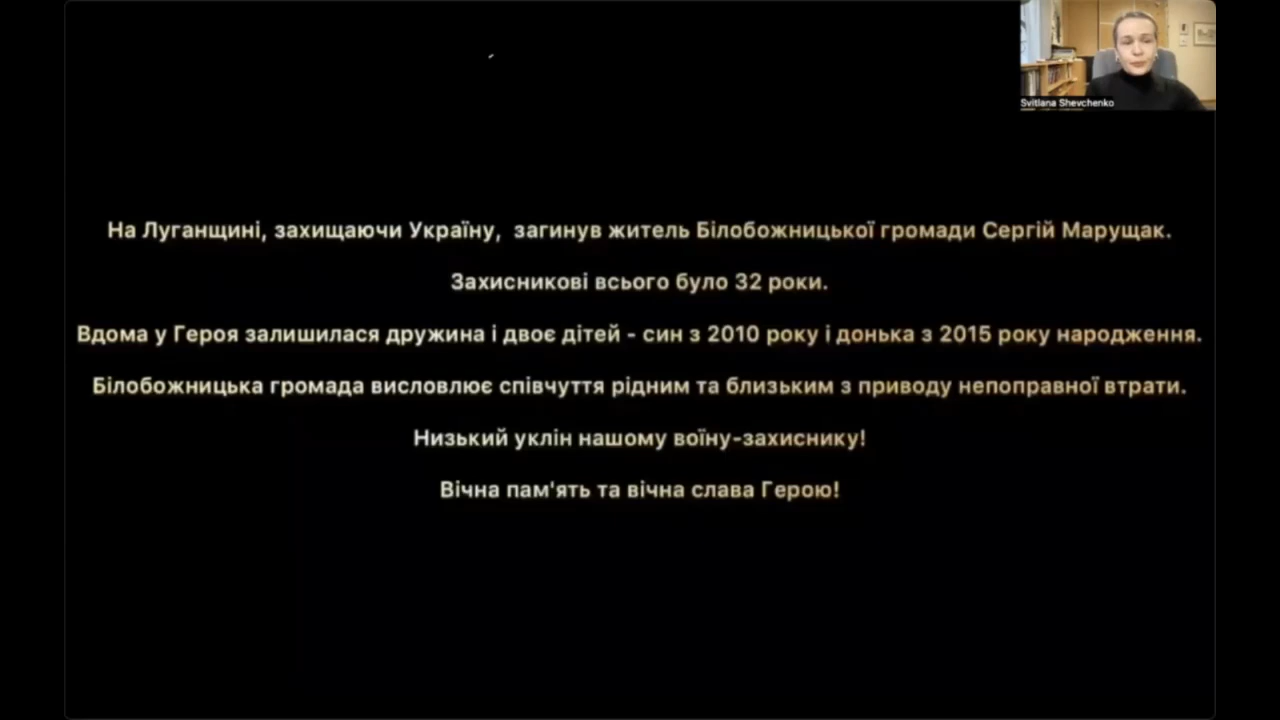 Svitlana Shevchenko
На Луганщині, захищаючи Україну, загинув житель Білобожницької громади Сергій Марущак.
Захисникові всього було 32 роки.
Вдома у Героя залишилася дружина і двоє дітей - син з 2010 року і донька з 2015 року народження.
Білобожницька громада висловлює співчуття рідним та близьким з приводу непоправної втрати.
Низький уклін нашому воїну-захиснику!
Вічна пам'ять та вічна слава Герою!